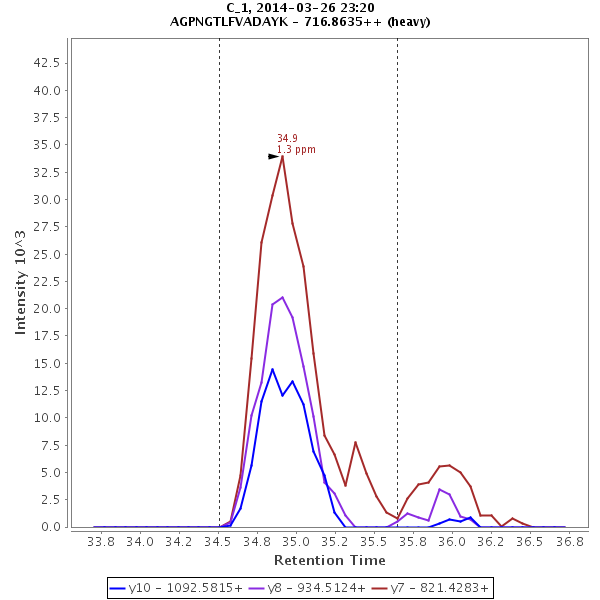 C_1, 2014-03-26 23:20
AGPNGTLFVADAYK - 716.8635++ (heavy)
42.5
40.0
37.5
35.0
32.5
30.0
27.5
25.0
22.5
20.0
17.5
15.0
12.5
10.0
7.5
5.0
2.5
0.0
Intensity 10^3
34.9
1.3 ppm
33.8 34.0 34.2 34.5 34.8 35.0 35.2 35.5 35.8 36.0 36.2 36.5 36.8
Retention Time
y10 - 1092.5815+ y8 - 934.5124+ y7 - 821.4283+